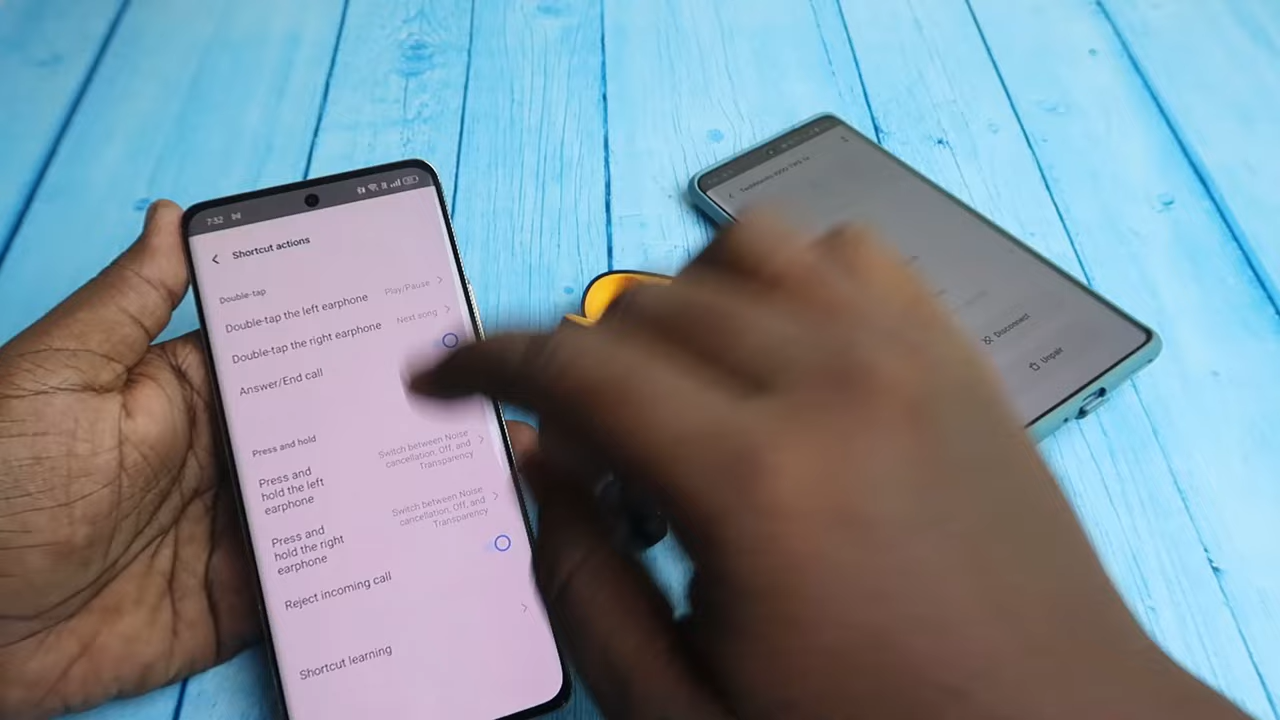 7:32
Shortcut actions
Double-tap
Double-tap the left earphone
Play/Pause
Double-tap the right earphone
Next song
Answer/End call
Press and hold
Press and
hold the left
earphone
Switch between Noise
cancellation, Off, and
Transparency
Press and
hold the right
earphone
Switch between Noise
cancellation, Off, and
Transparency
Reject incoming call
Shortcut learning
Disconnect
Unpair